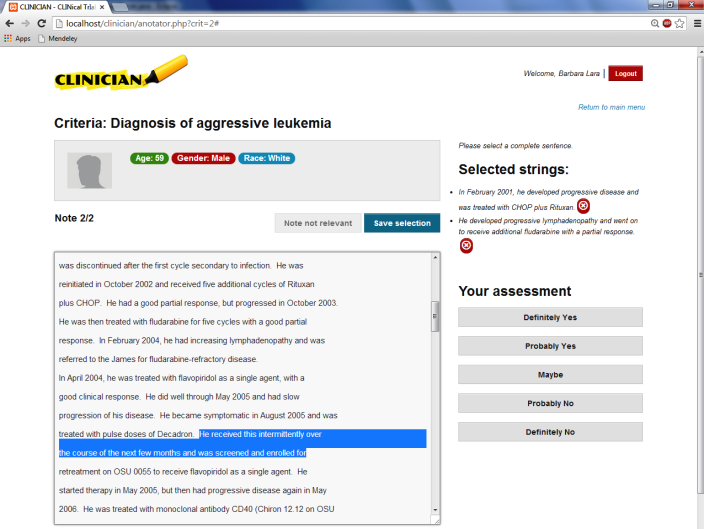 CLINICIAN - CLINical Trial
localhost/clinician/anotator.php?crit=2#
Apps
Mendeley
CLINICIAN
Welcome, Barbara Lara | Logout
Return to main menu
Criteria: Diagnosis of aggressive leukemia
Age: 59 Gender: Male Race: White
Note 2/2
Note not relevant
Save selection
was discontinued after the first cycle secondary to infection. He was
reinitiated in October 2002 and received five additional cycles of Rituxan
plus CHOP. He had a good partial response, but progressed in October 2003.
He was then treated with fludarabine for five cycles with a good partial
response. In February 2004, he had increasing lymphadenopathy and was
referred to the James for fludarabine-refractory disease.
In April 2004, he was treated with flavopiridol as a single agent, with a
good clinical response. He did well through May 2005 and had slow
progression of his disease. He became symptomatic in August 2005 and was
treated with pulse doses of Decadron. He received this intermittently over
the course of the next few months and was screened and enrolled for
retreatment on OSU 0055 to receive flavopiridol as a single agent. He
started therapy in May 2005, but then had progressive disease again in May
2006. He was treated with monoclonal antibody CD40 (Chiron 12.12 on OSU
Please select a complete sentence.
Selected strings:
In February 2001, he developed progressive disease and
was treated with CHOP plus Rituxan.
He developed progressive lymphadenopathy and went on
to receive additional fludarabine with a partial response.
Your assessment
Definitely Yes
Probably Yes
Maybe
Probably No
Definitely No